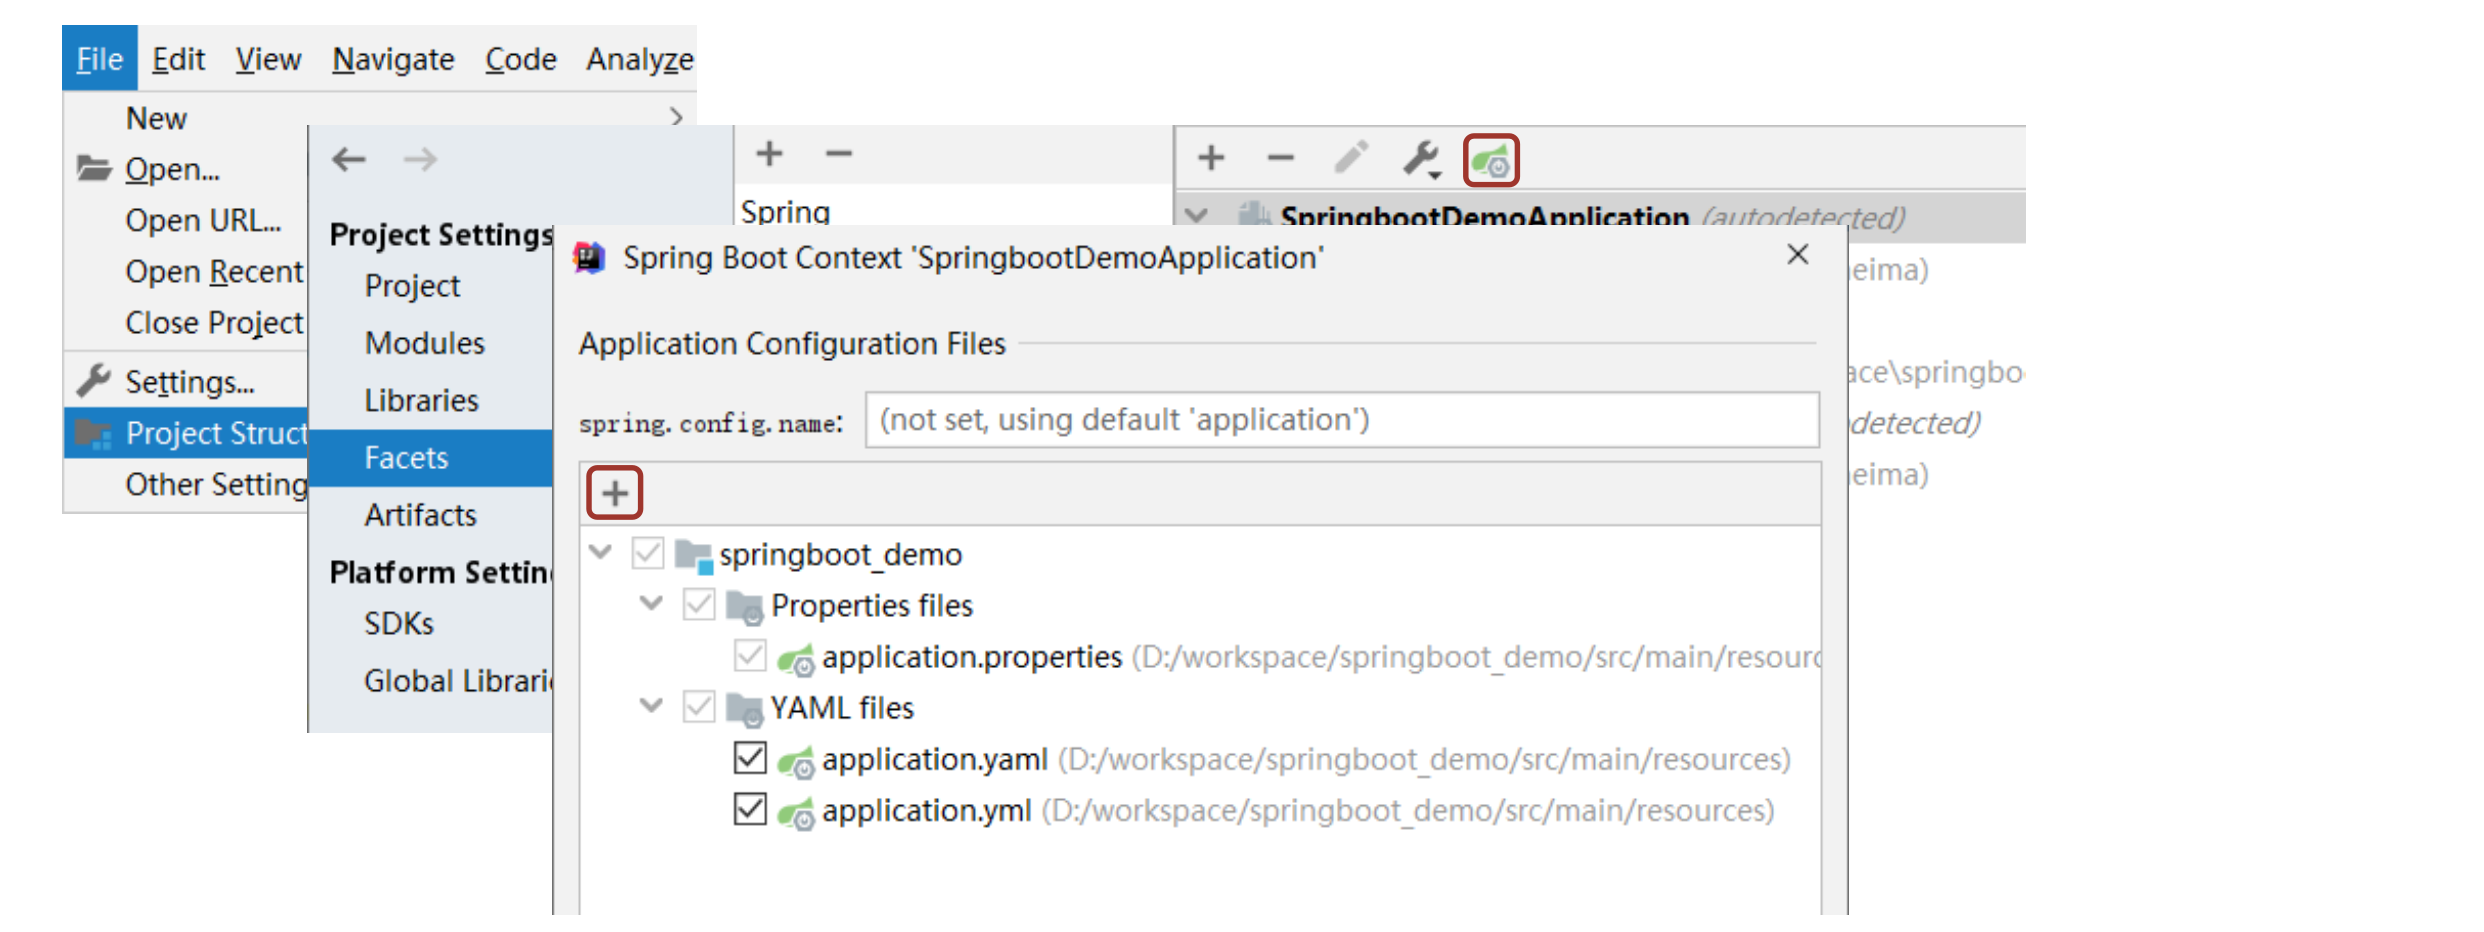 File Edit View Navigate Code Analyze
New
Open...
Open URL...
Open Recent
Close Project
Settings...
Project Struct
Other Setting
Project Settings
Project
Modules
Libraries
Facets
Artifacts
Platform Settin
SDKs
Global Librari
Spring
SpringbootDemoApplication (autodetected)
eima)
ace\springbo
detected)
eima)
Spring Boot Context 'SpringbootDemoApplication'
Application Configuration Files
spring.config.name: (not set, using default 'application')
springboot_demo
Properties files
application.properties (D:/workspace/springboot_demo/src/main/resourc
YAML files
application.yaml (D:/workspace/springboot_demo/src/main/resources)
application.yml (D:/workspace/springboot_demo/src/main/resources)